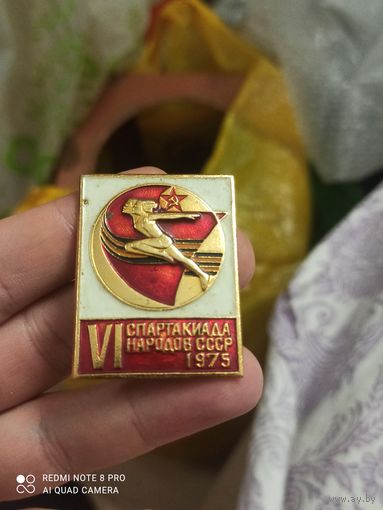 VI СПАРТАКИАДА
НАРОДОВ СССР
1975
REDMI NOTE 8 PRO
AI QUAD CAMERA
www.ay.by